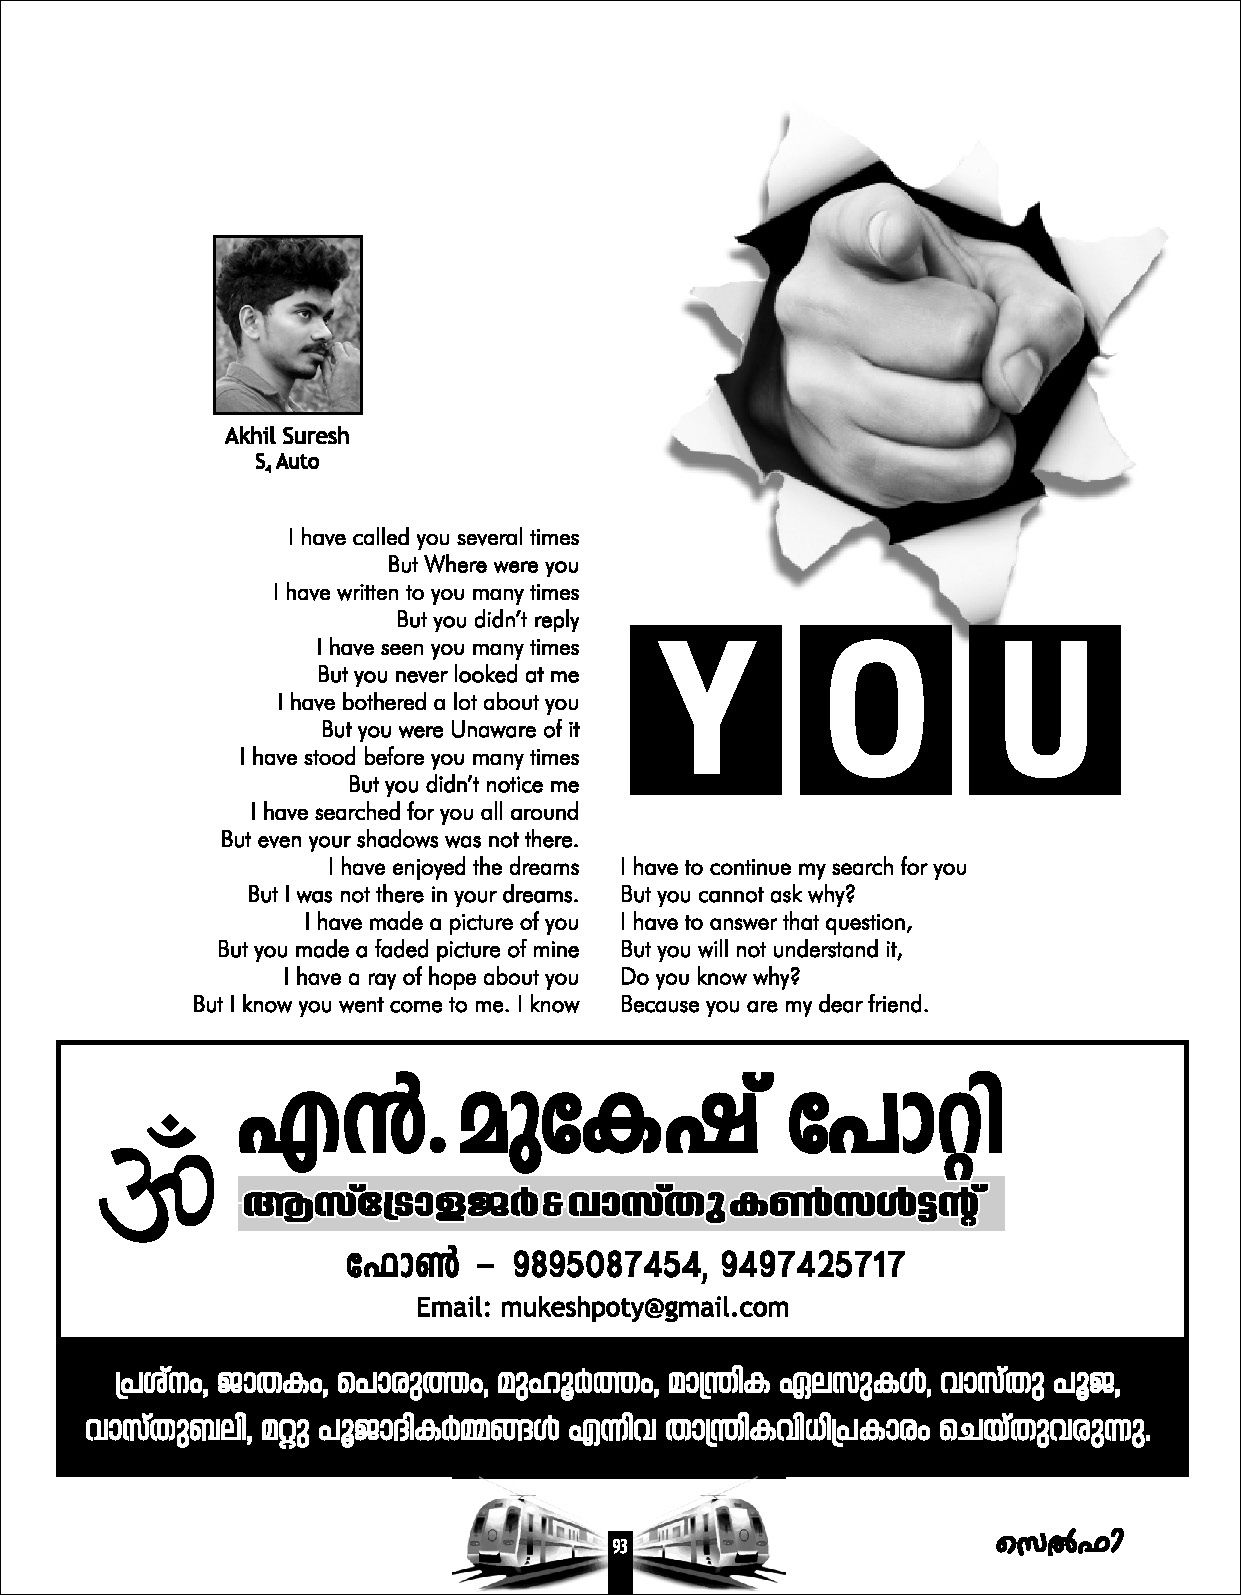 Akhil Suresh
S4 Auto
I have called you several times
But Where were you
I have written to you many times
But you didn't reply
I have seen you many times
But you never looked at me
I have bothered a lot about you
But you were Unaware of it
I have stood before you many times
But you didn't notice me
I have searched for you all around
But even your shadows was not there.
I have enjoyed the dreams
But I was not there in your dreams.
I have made a picture of you
But you made a faded picture of mine
I have a ray of hope about you
But I know you went come to me. I know
YOU
I have to continue my search for you
But you cannot ask why?
I have to answer that question,
But you will not understand it,
Do you know why?
Because you are my dear friend.
ॐ
എൻ. മുകേഷ് പോറ്റി
ആസ്ട്രോളജർ & വാസ്തു കൺസൾട്ടന്റ്
ഫോൺ – 9895087454, 9497425717
Email: mukeshpoty@gmail.com
പ്രശ്നം, ജാതകം, പൊരുത്തം, മുഹൂർത്തം, മാന്ത്രിക ഏലസുകൾ, വാസ്തു പൂജ,
വാസ്തുബലി, മറ്റു പൂജാദികർമ്മങ്ങൾ എന്നിവ താന്ത്രികവിധിപ്രകാരം ചെയ്തുവരുന്നു.
93
സെൽഫി